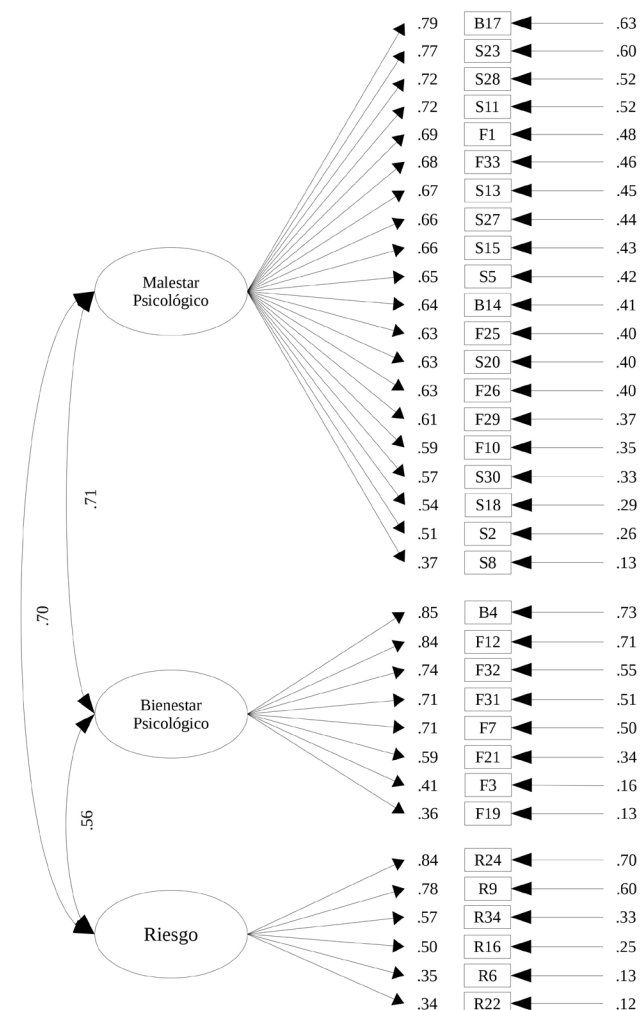 .79 B17 .63
.77 S23 .60
.72 S28 .52
.72 S11 .52
.69 F1 .48
.68 F33 .46
.67 S13 .45
.66 S27 .44
.66 S15 .43
.65 S5 .42
.64 B14 .41
.63 F25 .40
.63 S20 .40
.63 F26 .40
.61 F29 .37
.59 F10 .35
.57 S30 .33
.54 S18 .29
.51 S2 .26
.37 S8 .13
Malestar
Psicológico
.71
.70
.85 B4 .73
.84 F12 .71
.74 F32 .55
.71 F31 .51
.71 F7 .50
.59 F21 .34
.41 F3 .16
.36 F19 .13
Bienestar
Psicológico
.56
.84 R24 .70
.78 R9 .60
.57 R34 .33
.50 R16 .25
.35 R6 .13
.34 R22 .12
Riesgo